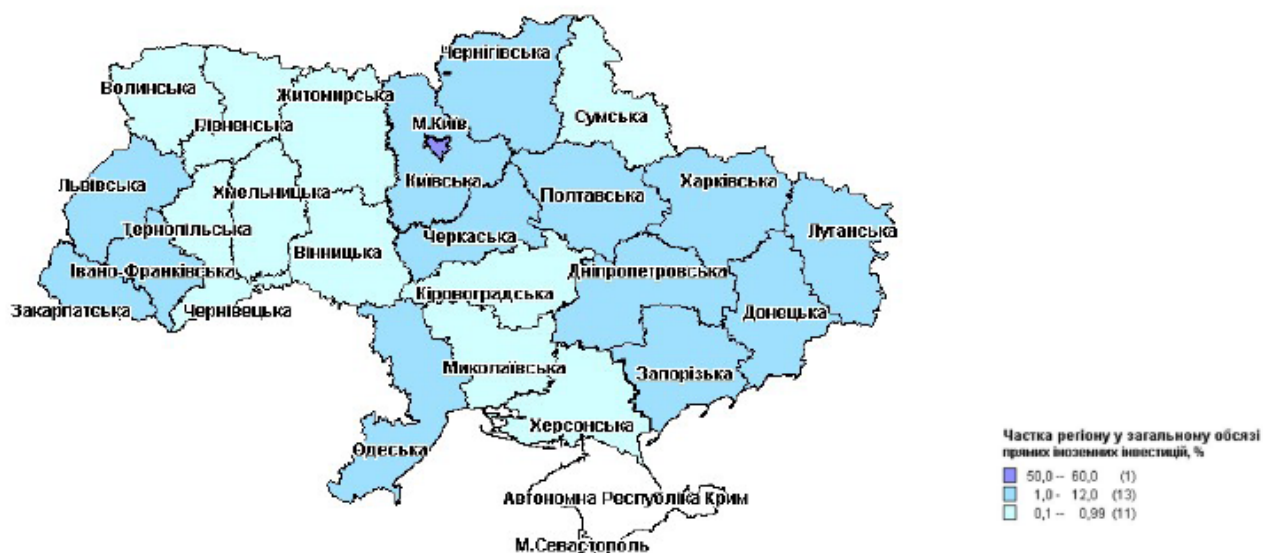 Чернігівська
Волинська
Житомирська
Рівненська
Сумська
М.Київ
Львівська
Хмельницька
Київська
Полтавська
Харківська
Тернопільська
Черкаська
Луганська
Вінницька
Івано-Франківська
Дніпропетровська
Кіровоградська
Закарпатська
Чернівецька
Донецька
Миколаївська
Запорізька
Херсонська
Одеська
Автономна Республіка Крим
М.Севастополь
Частка регіону у загальному обсязі
прямих іноземних інвестицій, %
50,0 -- 60,0 (1)
1,0 - 12,0 (13)
0,1 -- 0,99 (11)